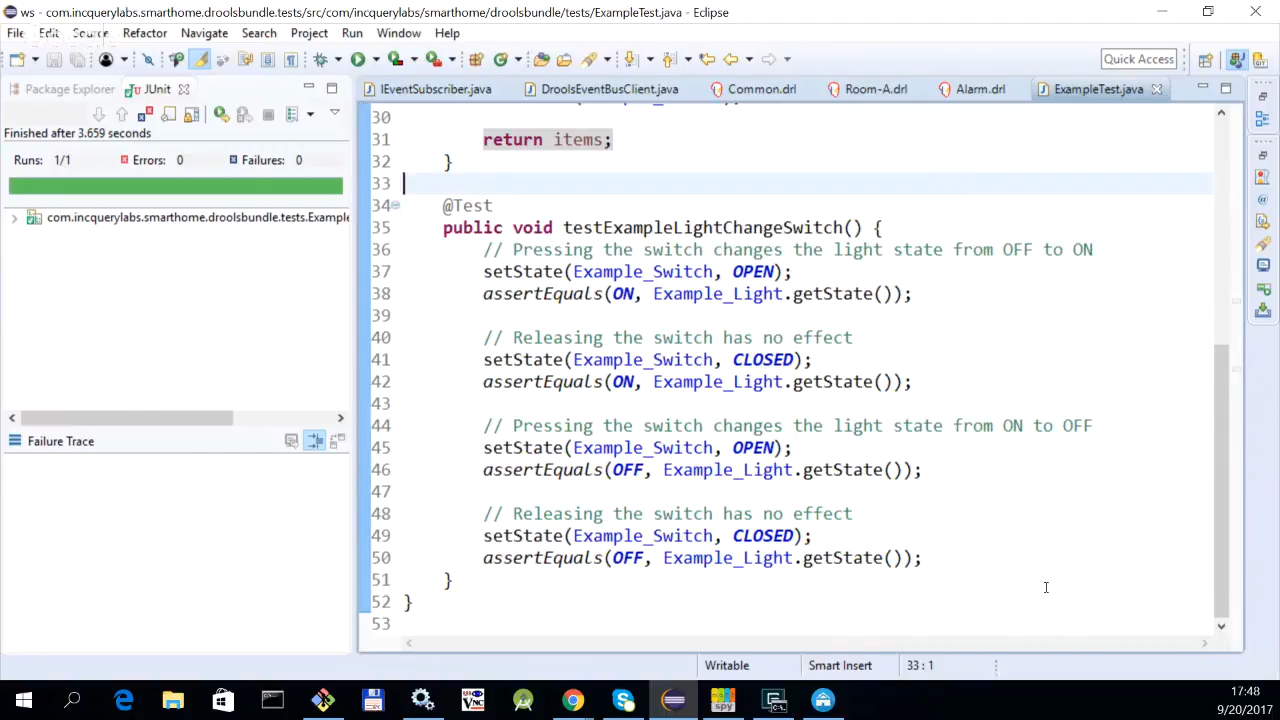 ws - com.incquerylabs.smarthome.droolsbundle.tests/src/com/incquerylabs/smarthome/droolsbundle/tests/ExampleTest.java - Eclipse
File Edit Source Refactor Navigate Search Project Run Window Help
Quick Access
Package Explorer JUnit
IEventSubscriber.java DroolsEventBusClient.java Common.drl Room-A.drl Alarm.drl ExampleTest.java
Finished after 3.659 seconds
Runs: 1/1 Errors: 0 Failures: 0
com.incquerylabs.smarthome.droolsbundle.tests.Example
Failure Trace
30
31 return items;
32 }
33
34 @Test
35 public void testExampleLightChangeSwitch() {
36 // Pressing the switch changes the light state from OFF to ON
37 setState(Example_Switch, OPEN);
38 assertEquals(ON, Example_Light.getState());
39
40 // Releasing the switch has no effect
41 setState(Example_Switch, CLOSED);
42 assertEquals(ON, Example_Light.getState());
43
44 // Pressing the switch changes the light state from ON to OFF
45 setState(Example_Switch, OPEN);
46 assertEquals(OFF, Example_Light.getState());
47
48 // Releasing the switch has no effect
49 setState(Example_Switch, CLOSED);
50 assertEquals(OFF, Example_Light.getState());
51 }
52 }
53
Writable Smart Insert 33 : 1
spy
17:48
9/20/2017